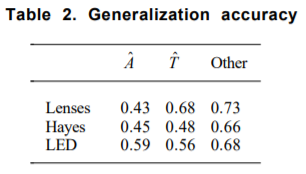 Table 2. Generalization accuracy
Â T̂ Other
Lenses 0.43 0.68 0.73
Hayes 0.45 0.48 0.66
LED 0.59 0.56 0.68